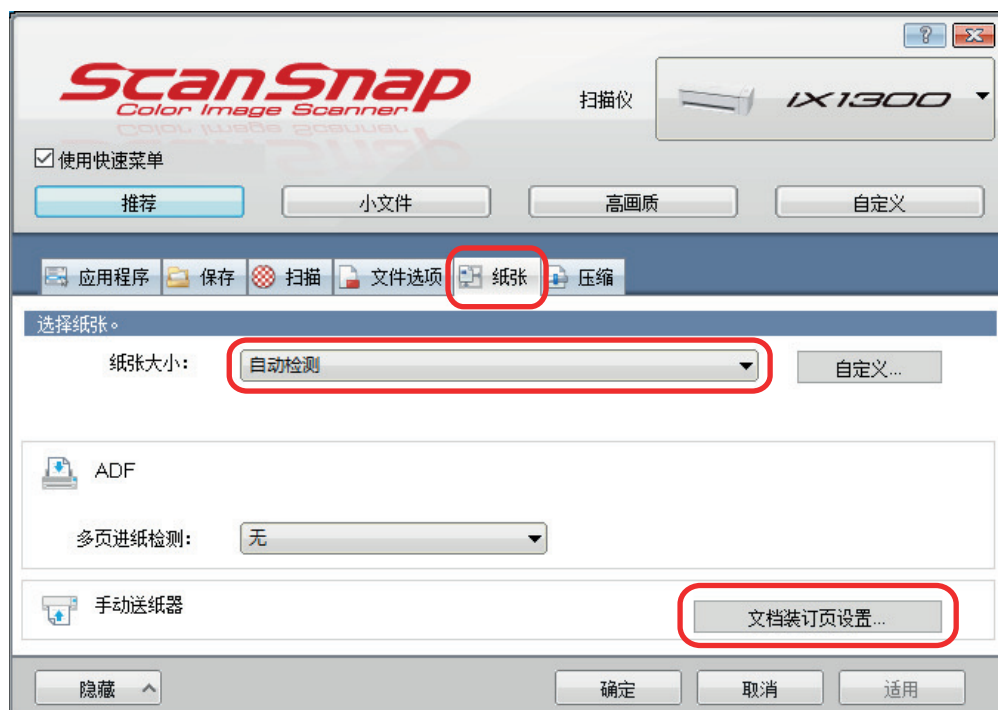 ?
ScanSnap
Color Image Scanner
扫描仪
iX1300
使用快速菜单
推荐
小文件
高画质
自定义
应用程序
保存
扫描
文件选项
纸张
压缩
选择纸张。
纸张大小:
自动检测
自定义...
ADF
多页进纸检测:
无
手动送纸器
文档装订页设置...
隐藏
确定
取消
适用